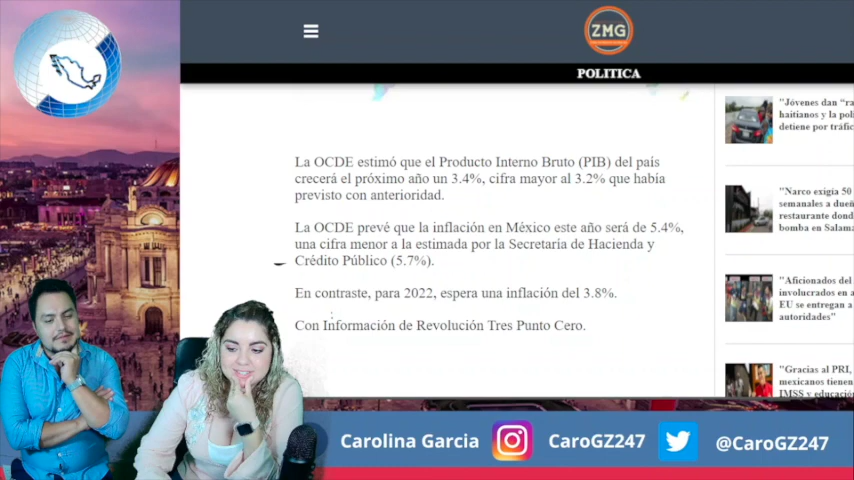 ZMG
POLITICA
La OCDE estimó que el Producto Interno Bruto (PIB) del país
crecerá el próximo año un 3.4%, cifra mayor al 3.2% que había
previsto con anterioridad.
La OCDE prevé que la inflación en México este año será de 5.4%,
una cifra menor a la estimada por la Secretaría de Hacienda y
Crédito Público (5.7%).
En contraste, para 2022, espera una inflación del 3.8%.
Con Información de Revolución Tres Punto Cero.
"Jóvenes dan "ra
haitianos y la pol
detiene por tráfic
"Narco exigía 50
semanales a dueñ
restaurante dond
bomba en Salama
"Aficionados del
involucrados en a
EU se entregan a
autoridades"
"Gracias al PRI,
mexicanos tienen
IMSS y educació
Carolina Garcia
CaroGZ247
@CaroGZ247